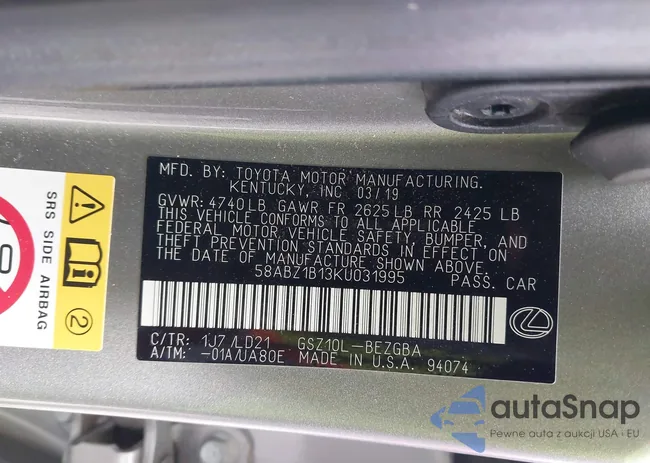 MFD. BY: TOYOTA MOTOR MANUFACTURING.
KENTUCKY, INC 03/19
GVWR: 4740LB GAWR FR 2625LB RR 2425 LB
THIS VEHICLE CONFORMS TO ALL APPLICABLE
FEDERAL MOTOR VEHICLE SAFETY, BUMPER, AND
THEFT PREVENTION STANDARDS IN EFFECT ON
THE DATE OF MANUFACTURE SHOWN ABOVE.
58ABZ1B13KU031995 PASS. CAR
C/TR: 1J7 /LD21 GSZ10L-BEZGBA
A/TM: -01A/UA80E MADE IN U.S.A. 94074
SRS SIDE AIRBAG
2
autaSnap
Pewne auta z aukcji USA - EU